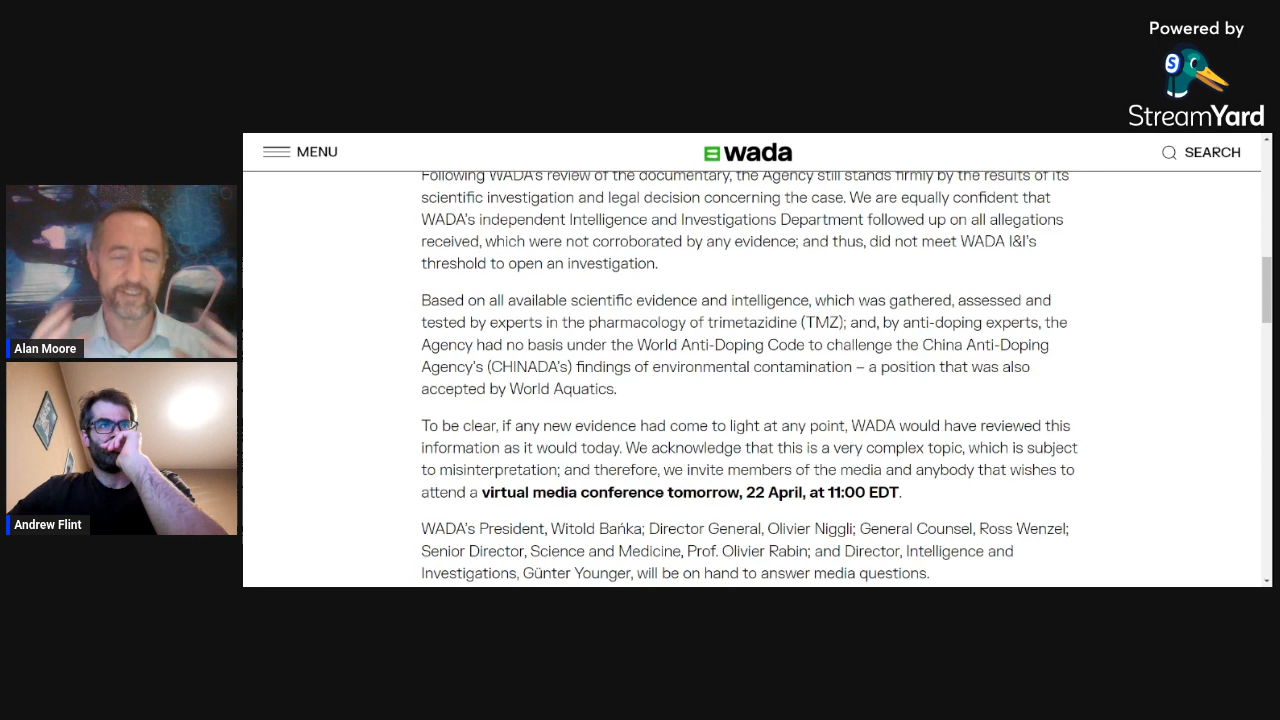 Powered by
S
StreamYard
MENU
wada
SEARCH
Following WADA's review of the documentary, the Agency still stands firmly by the results of its
scientific investigation and legal decision concerning the case. We are equally confident that
WADA's independent Intelligence and Investigations Department followed up on all allegations
received, which were not corroborated by any evidence; and thus, did not meet WADA I&I's
threshold to open an investigation.
Based on all available scientific evidence and intelligence, which was gathered, assessed and
tested by experts in the pharmacology of trimetazidine (TMZ); and, by anti-doping experts, the
Agency had no basis under the World Anti-Doping Code to challenge the China Anti-Doping
Agency's (CHINADA's) findings of environmental contamination – a position that was also
accepted by World Aquatics.
To be clear, if any new evidence had come to light at any point, WADA would have reviewed this
information as it would today. We acknowledge that this is a very complex topic, which is subject
to misinterpretation; and therefore, we invite members of the media and anybody that wishes to
attend a virtual media conference tomorrow, 22 April, at 11:00 EDT.
WADA's President, Witold Bańka; Director General, Olivier Niggli; General Counsel, Ross Wenzel;
Senior Director, Science and Medicine, Prof. Olivier Rabin; and Director, Intelligence and
Investigations, Günter Younger, will be on hand to answer media questions.
Alan Moore
Andrew Flint